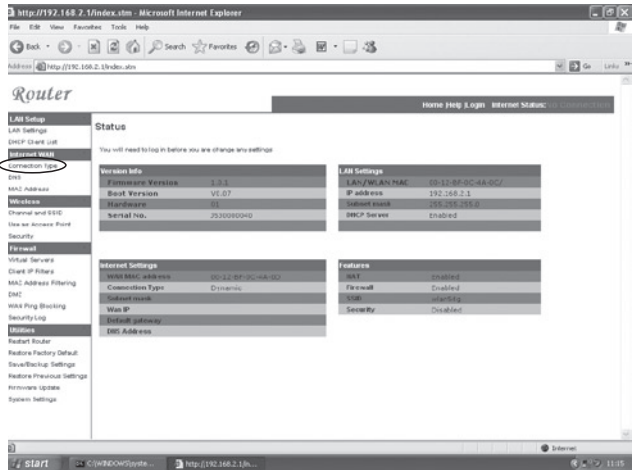 http://192.168.2.1/index.stm - Microsoft Internet Explorer
File Edit View Favorites Tools Help
Back Search Favorites
Address http://192.168.2.1/index.stm Go Links
Router
Home |Help |Login Internet Status:
LAN Setup
LAN Settings
DHCP Client List
Internet WAN
Connection Type
DNS
MAC Address
Wireless
Channel and SSID
Use as Access Point
Security
Firewall
Virtual Servers
Client IP Filters
MAC Address Filtering
DMZ
WAN Ping Blocking
Security Log
Utilities
Restart Router
Restore Factory Default
Save/Backup Settings
Restore Previous Settings
Firmware Update
System Settings
Status
You will need to log in before you are change any settings
Version Info
Firmware Version 1.0.1
Boot Version V1.07
Hardware 01
Serial No.
LAN Settings
LAN/WLAN MAC
IP address 192.168.2.1
Subnet mask 255.255.255.0
DHCP Server Enabled
Internet Settings
WAN MAC address
Connection Type Dynamic
Subnet mask
Wan IP
Default gateway
DNS Address
Features
NAT Enabled
Firewall Enabled
SSID
Security Disabled
Internet
start C:\WINDOWS\syste... http://192.168.2.1/in... 11:15